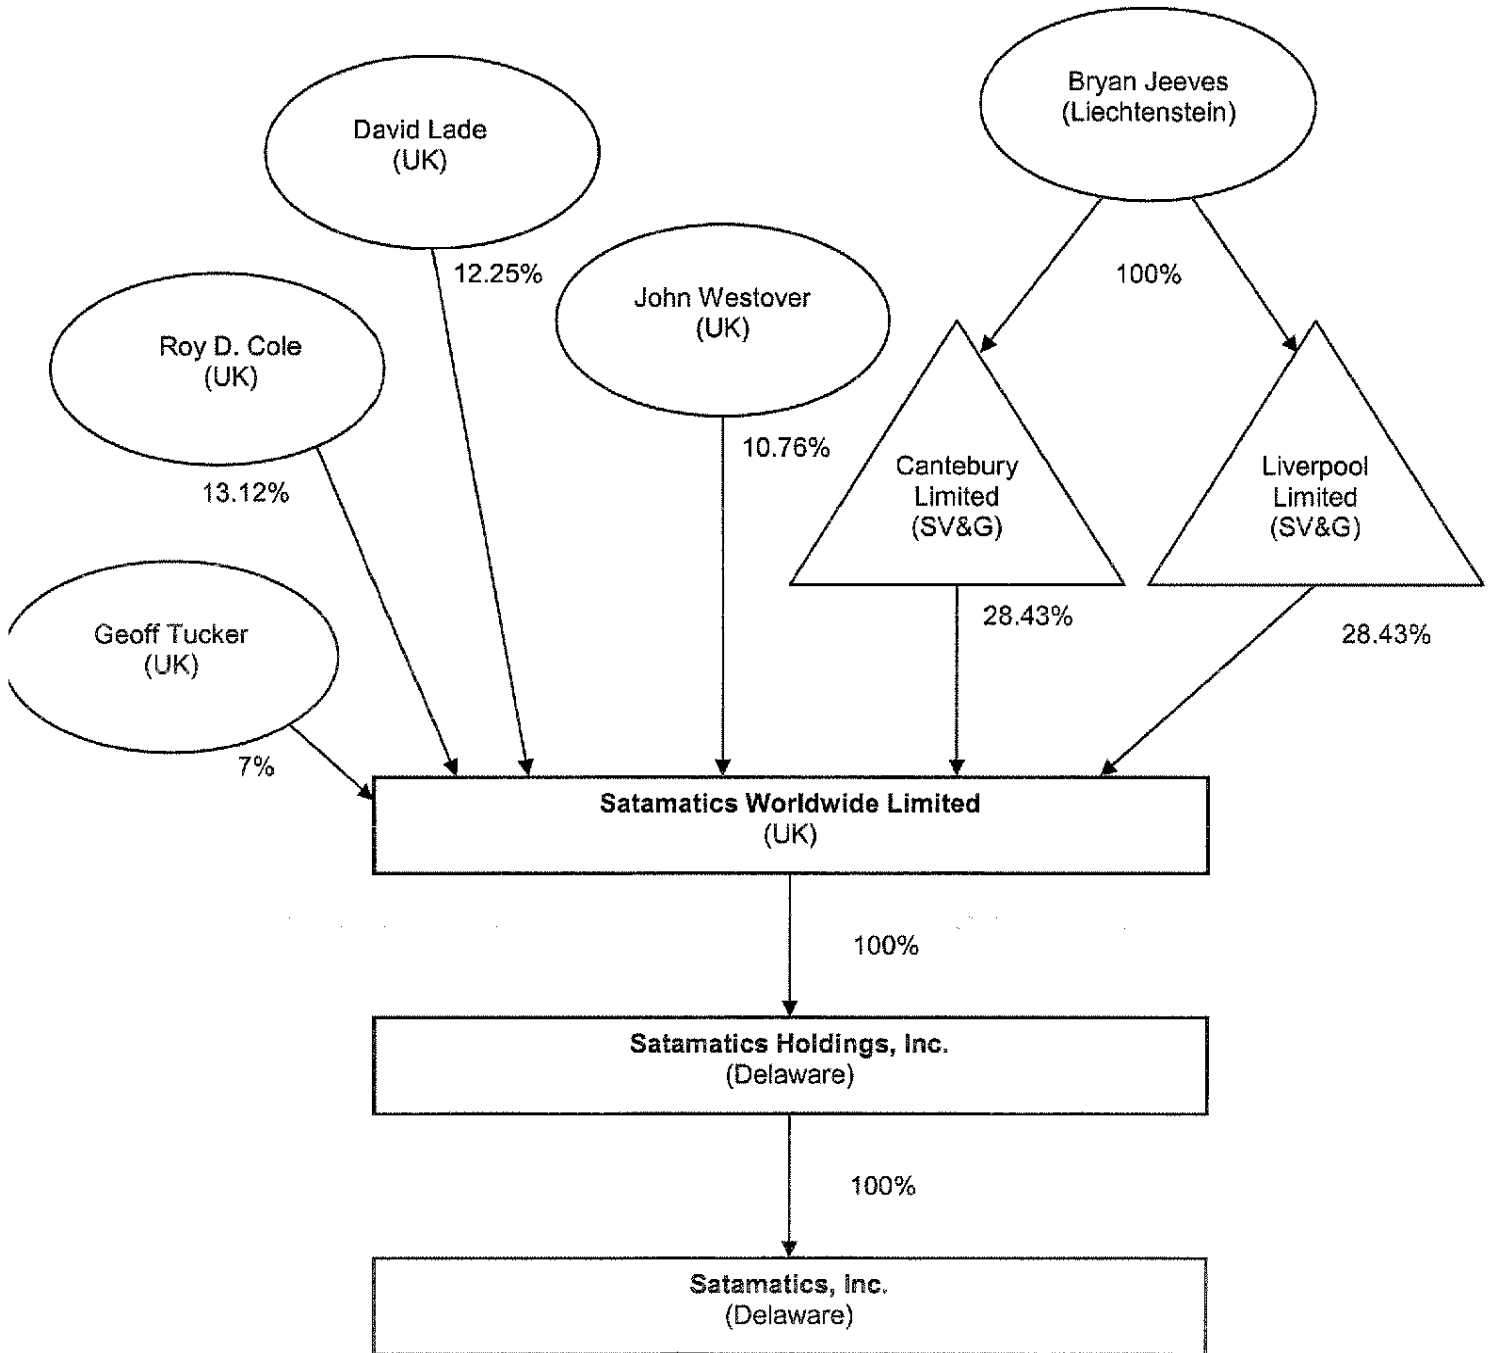 Bryan Jeeves
(Liechtenstein)
David Lade
(UK)
12.25%
100%
John Westover
(UK)
Roy D. Cole
(UK)
10.76%
13.12%
Cantebury
Limited
(SV&G)
Liverpool
Limited
(SV&G)
28.43%
28.43%
Geoff Tucker
(UK)
7%
Satamatics Worldwide Limited
(UK)
100%
Satamatics Holdings, Inc.
(Delaware)
100%
Satamatics, Inc.
(Delaware)